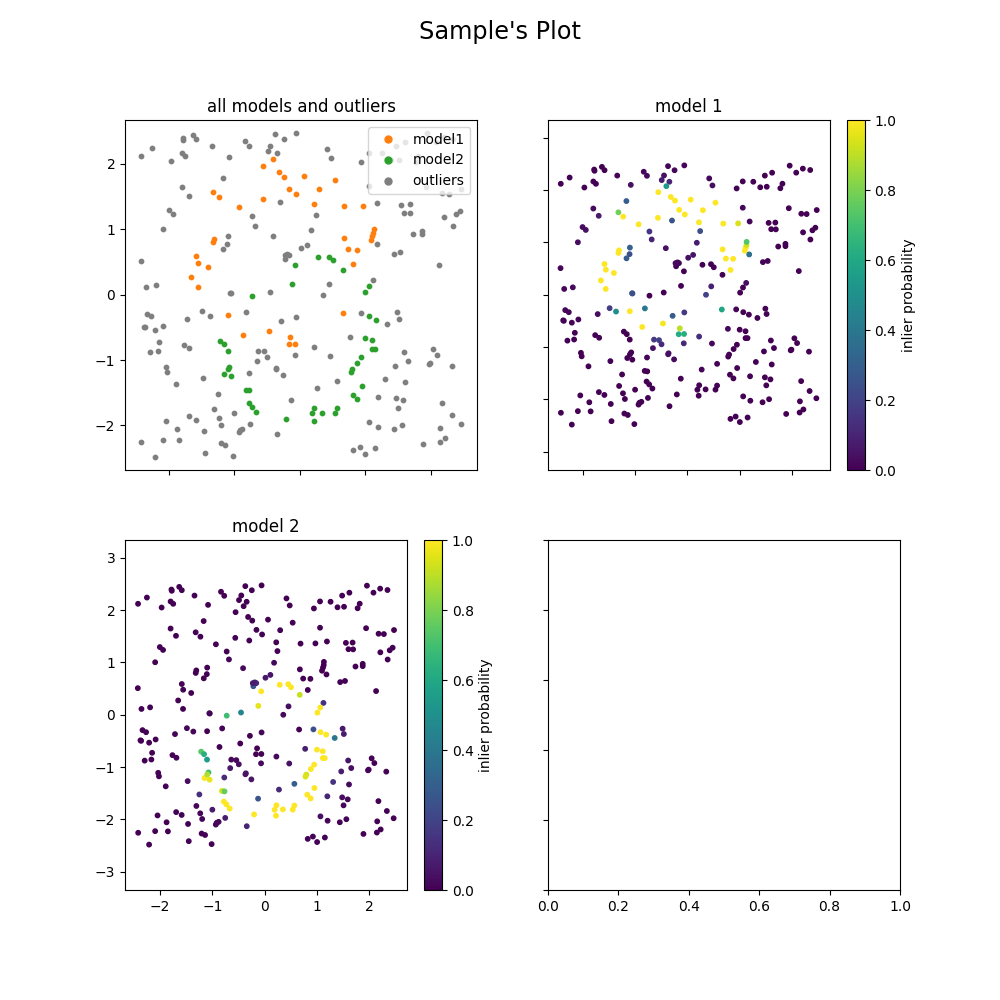 Sample's Plot
all models and outliers
model 1
model1
model2
outliers
2
1
0
−1
−2
1.0
0.8
0.6
0.4
0.2
0.0
inlier probability
model 2
3
2
1
0
−1
−2
−3
−2 −1 0 1 2
1.0
0.8
0.6
0.4
0.2
0.0
inlier probability
0.0 0.2 0.4 0.6 0.8 1.0